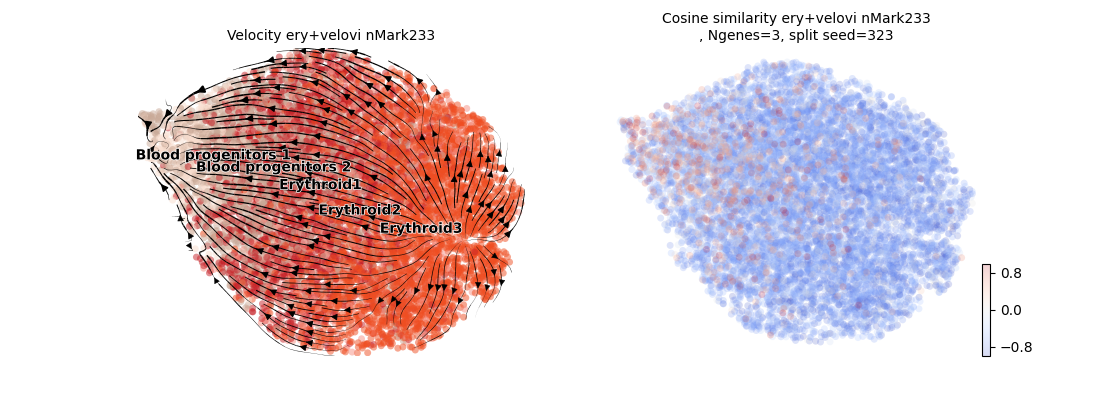 Velocity ery+velovi nMark233
Blood progenitors 1
Blood progenitors 2
Erythroid1
Erythroid2
Erythroid3
Cosine similarity ery+velovi nMark233
, Ngenes=3, split seed=323
0.8
0.0
−0.8